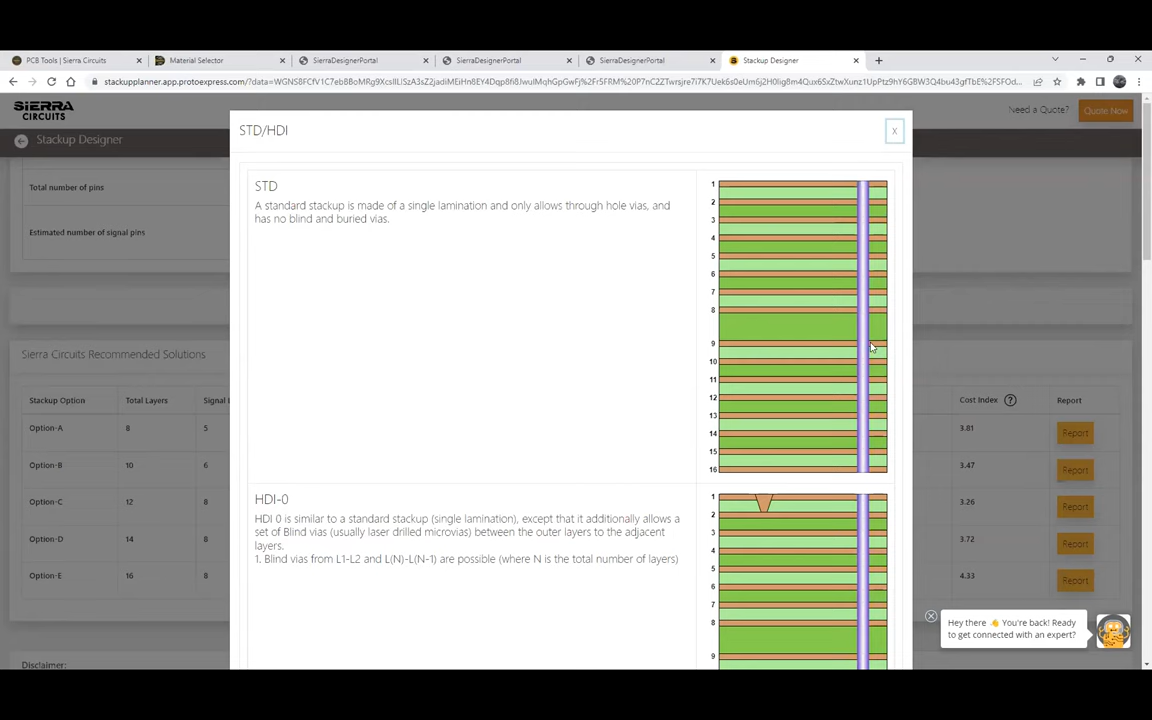 PCB Tools | Sierra Circuits
Material Selector
SierraDesignerPortal
SierraDesignerPortal
SierraDesignerPortal
Stackup Designer
SIERRA
CIRCUITS
Need a Quote?
Quote Now
Stackup Designer
STD/HDI
X
Total number of pins
Estimated number of signal pins
STD
A standard stackup is made of a single lamination and only allows through hole vias, and
has no blind and buried vias.
1
2
3
4
5
6
7
8
9
10
11
12
13
14
15
16
Sierra Circuits Recommended Solutions
Stackup Option Total Layers Cost Index ? Report
Option-A 8 5 3.81 Report
Option-B 10 6 3.47 Report
Option-C 12 8 3.26 Report
Option-D 14 8 3.72 Report
Option-E 16 8 4.33 Report
HDI-0
HDI 0 is similar to a standard stackup (single lamination), except that it additionally allows a
set of Blind vias (usually laser drilled microvias) between the outer layers to the adjacent
layers.
1. Blind vias from L1-L2 and L(N)-L(N-1) are possible (where N is the total number of layers)
1
2
3
4
5
6
7
8
9
Hey there 👋 You're back! Ready
to get connected with an expert?
Disclaimer: